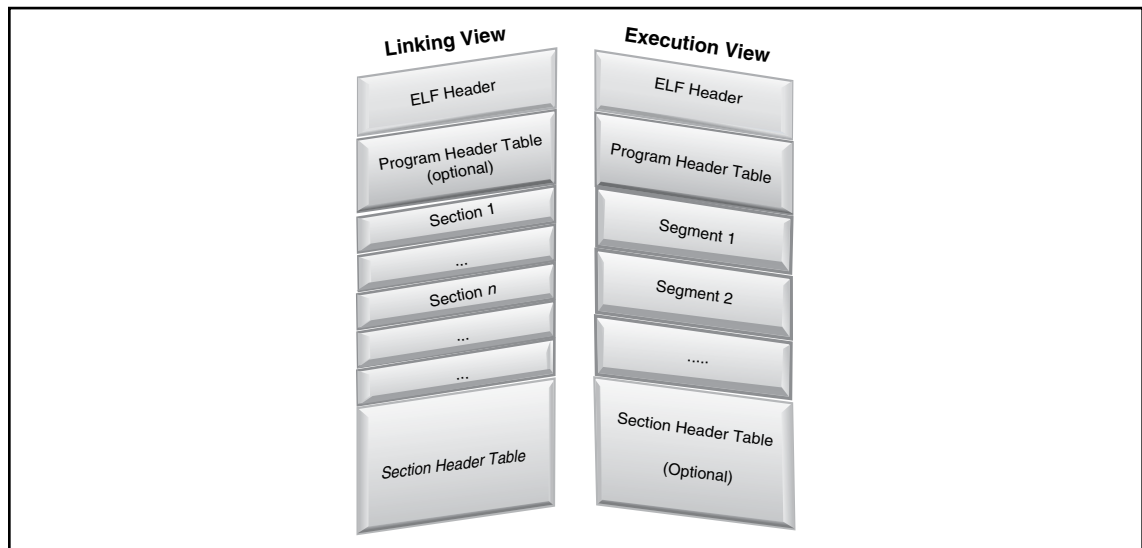 Linking View
ELF Header
Program Header Table
(optional)
Section 1
...
Section n
...
...
Section Header Table
Execution View
ELF Header
Program Header Table
Segment 1
Segment 2
.....
Section Header Table
(Optional)